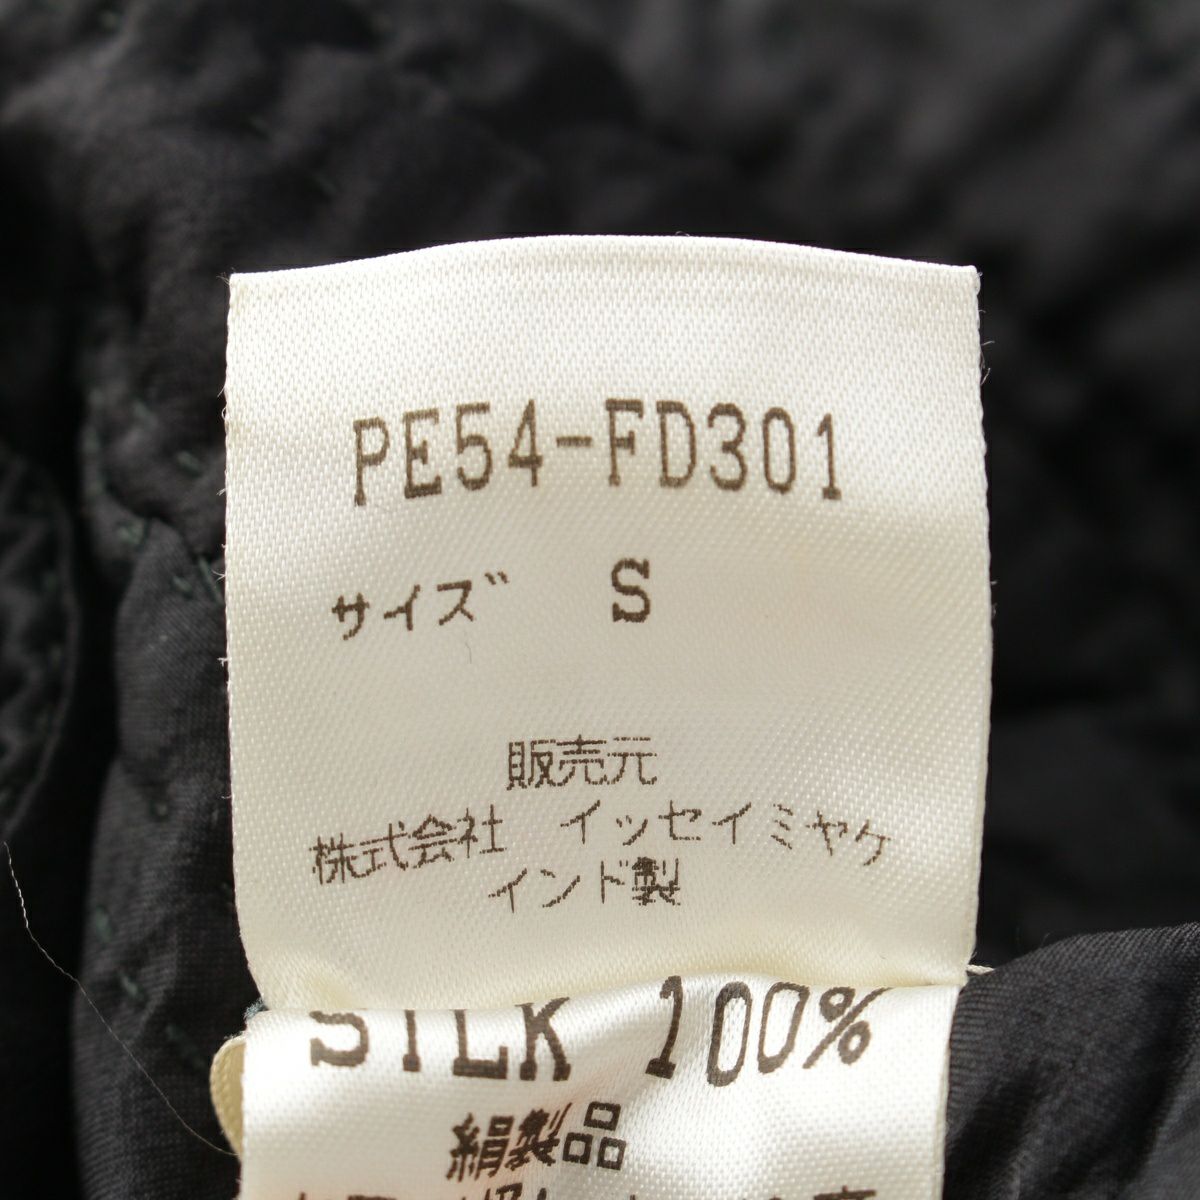 PE54-FD301
サイズ S
販売元
株式会社 イッセイミヤケ
インド製
SILK 100%
絹製品